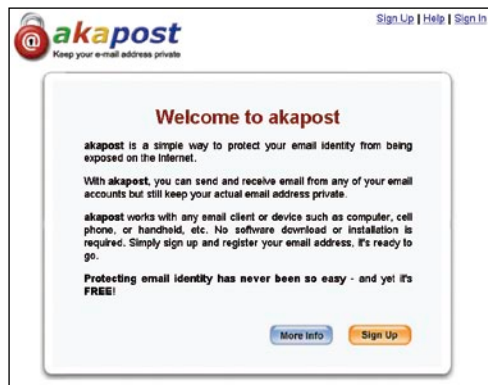 Sign Up | Help | Sign In
akapost
Keep your e-mail address private
Welcome to akapost
akapost is a simple way to protect your email identity from being
exposed on the Internet.
With akapost, you can send and receive email from any of your email
accounts but still keep your actual email address private.
akapost works with any email client or device such as computer, cell
phone, or handheld, etc. No software download or installation is
required. Simply sign up and register your email address, it's ready to
go.
Protecting email identity has never been so easy - and yet it's
FREE!
More Info
Sign Up